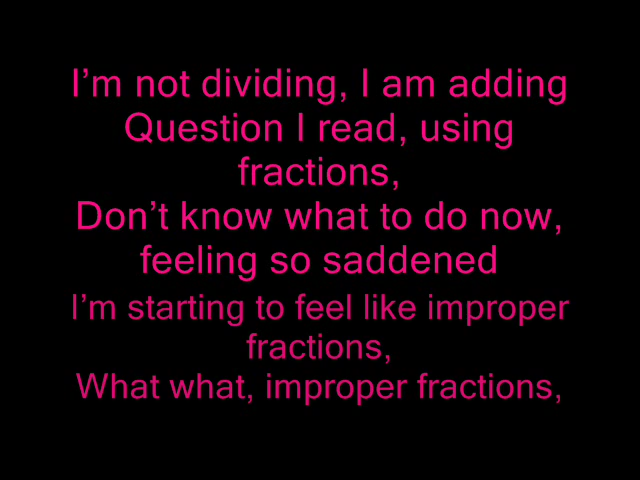 I’m not dividing, I am adding
Question I read, using
fractions,
Don’t know what to do now,
feeling so saddened
I’m starting to feel like improper
fractions,
What what, improper fractions,